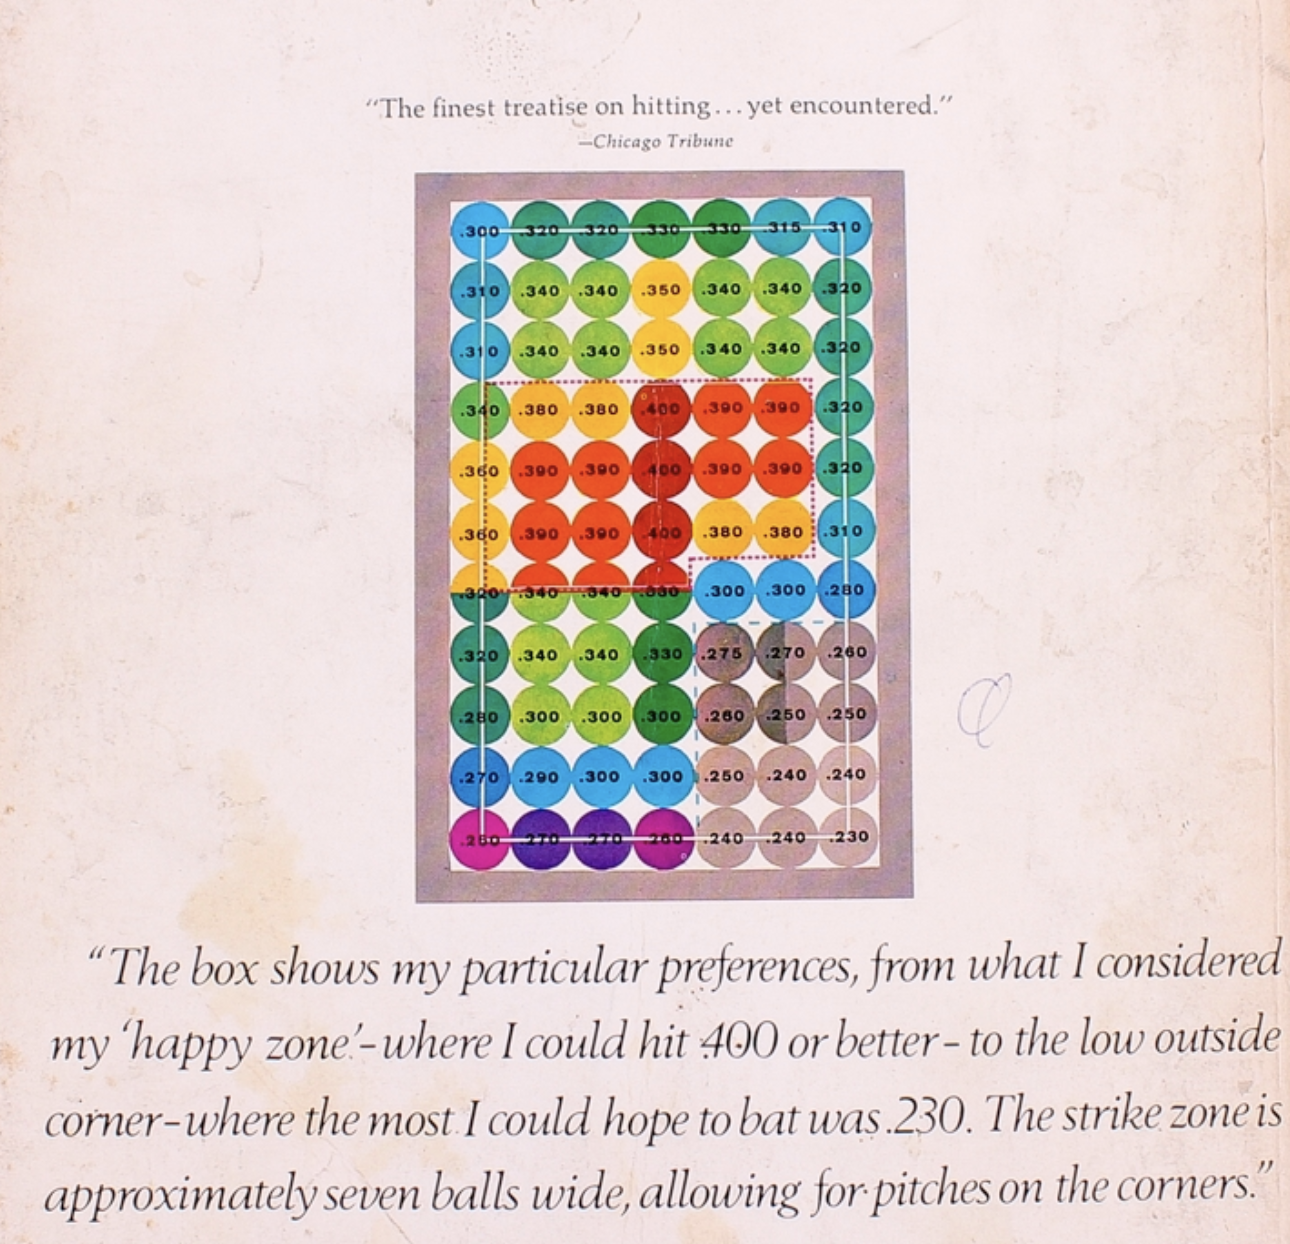 “The finest treatise on hitting...yet encountered.”
—Chicago Tribune
.300 .320 .320 .330 .330 .315 .310
.310 .340 .340 .350 .340 .340 .320
.310 .340 .340 .350 .340 .340 .320
.340 .380 .380 .400 .390 .390 .320
.360 .390 .390 .400 .390 .390 .320
.360 .390 .390 .400 .380 .380 .310
.320 .340 .340 .330 .300 .300 .280
.320 .340 .340 .330 .275 .270 .260
.280 .300 .300 .300 .260 .250 .250
.270 .290 .300 .300 .250 .240 .240
.250 .270 .270 .260 .240 .240 .230
“The box shows my particular preferences, from what I considered
my ‘happy zone’–where I could hit .400 or better–to the low outside
corner–where the most I could hope to bat was .230. The strike zone is
approximately seven balls wide, allowing for pitches on the corners.”